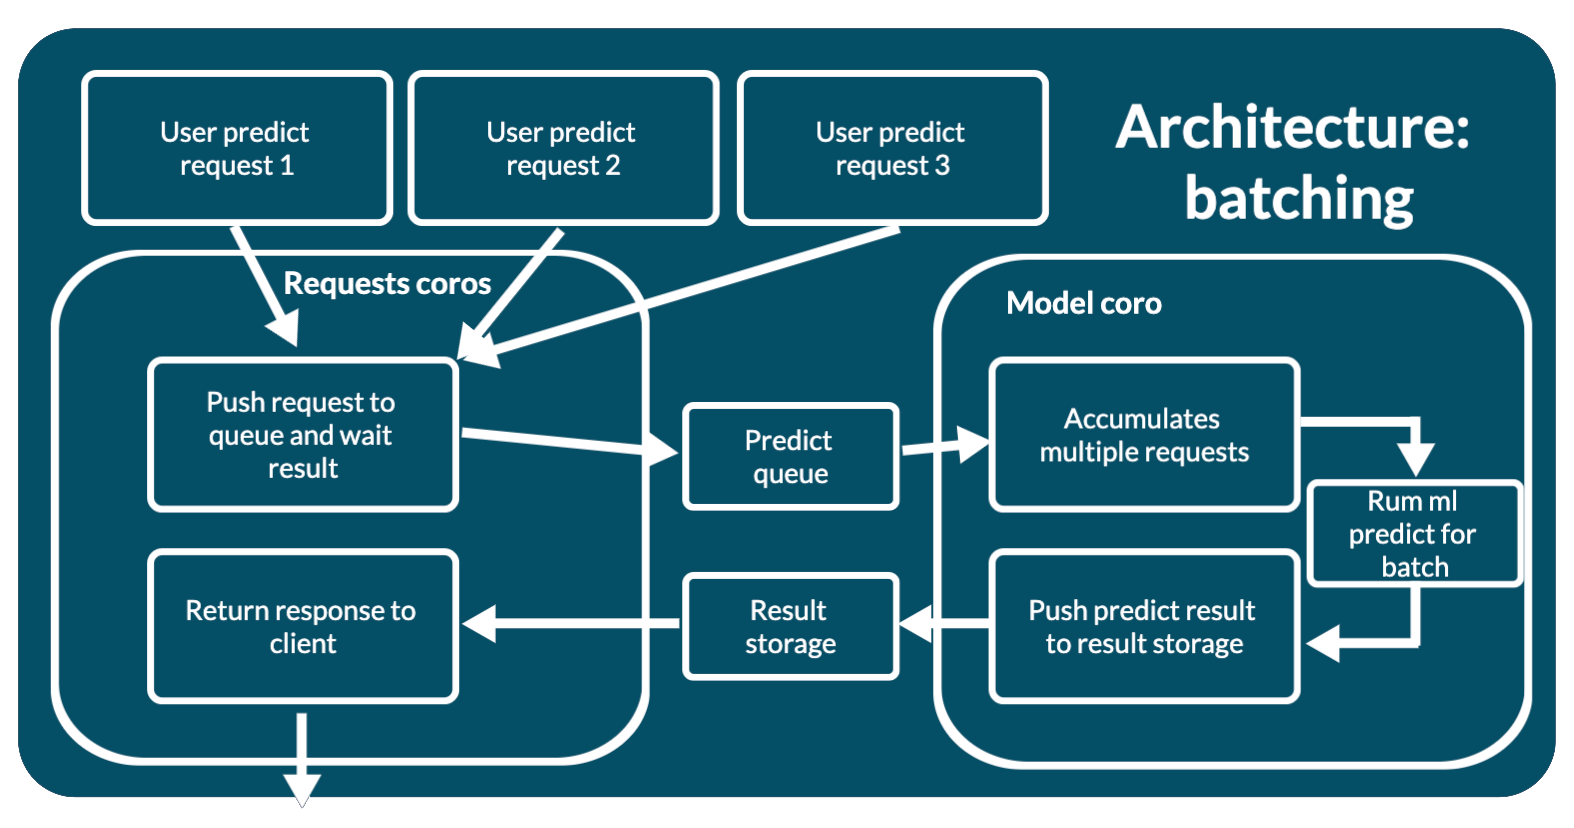 User predict
request 1
User predict
request 2
User predict
request 3
Architecture:
batching
Requests coros
Model coro
Push request to
queue and wait
result
Predict
queue
Accumulates
multiple requests
Rum ml
predict for
batch
Return response to
client
Result
storage
Push predict result
to result storage